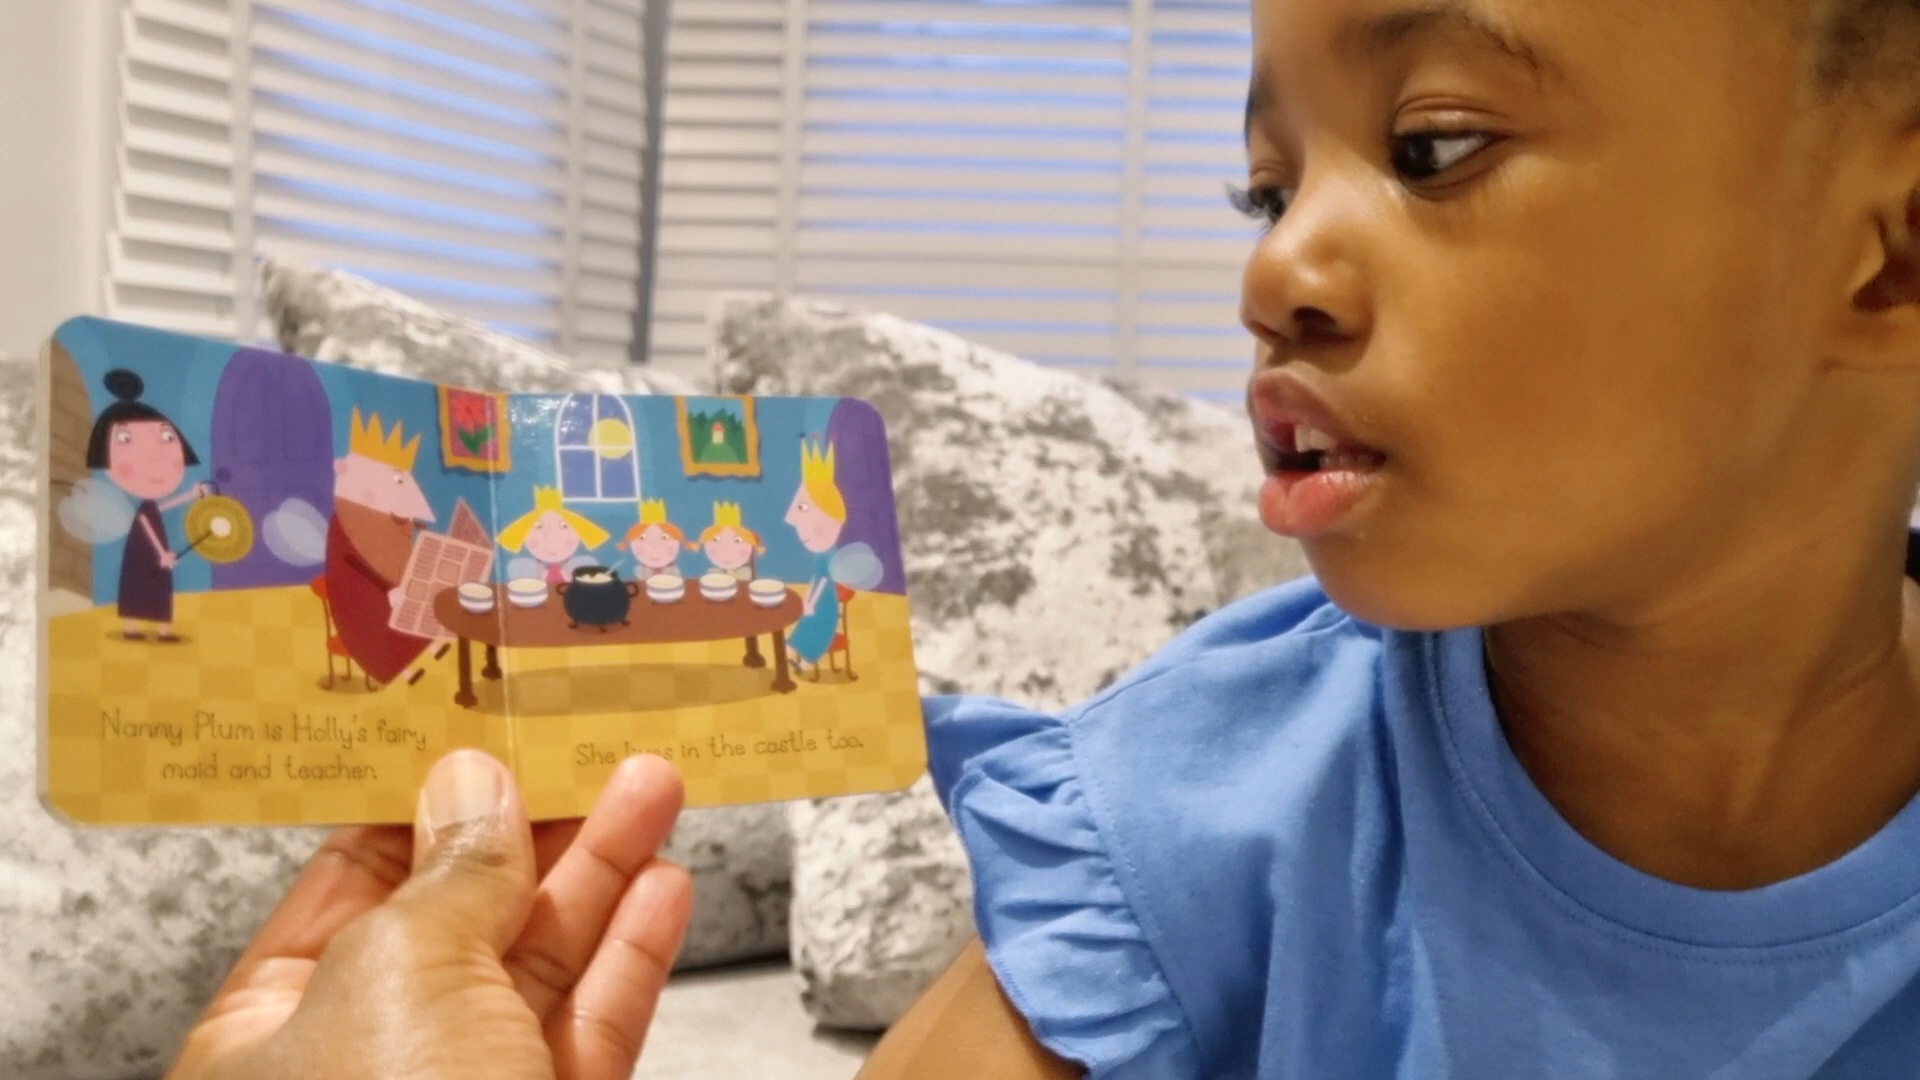 Nanny Plum is Holly's fairy
maid and teacher.
She lives in the castle too.